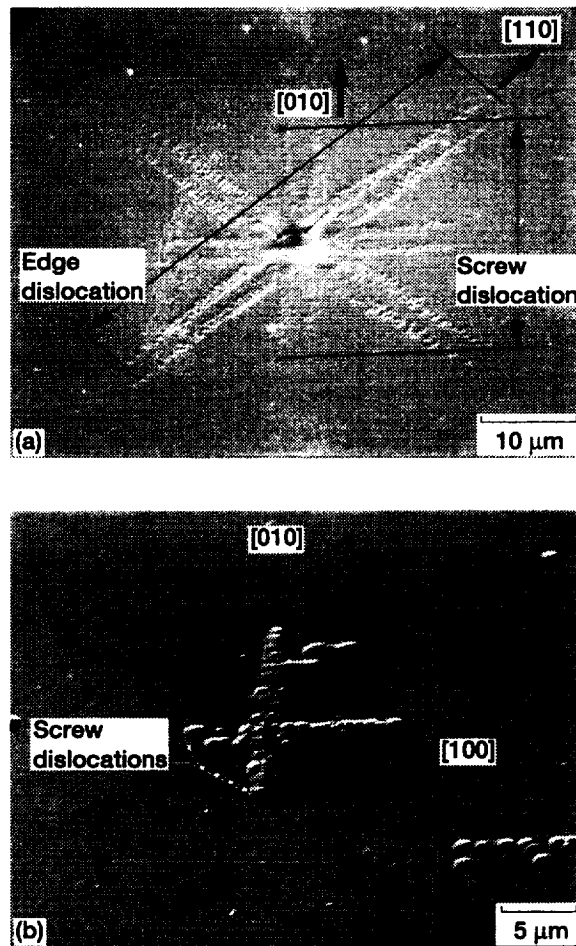 [110]
[010]
Edge
dislocation
Screw
dislocation
(a)
10 μm
[010]
Screw
dislocations
[100]
(b)
5 μm